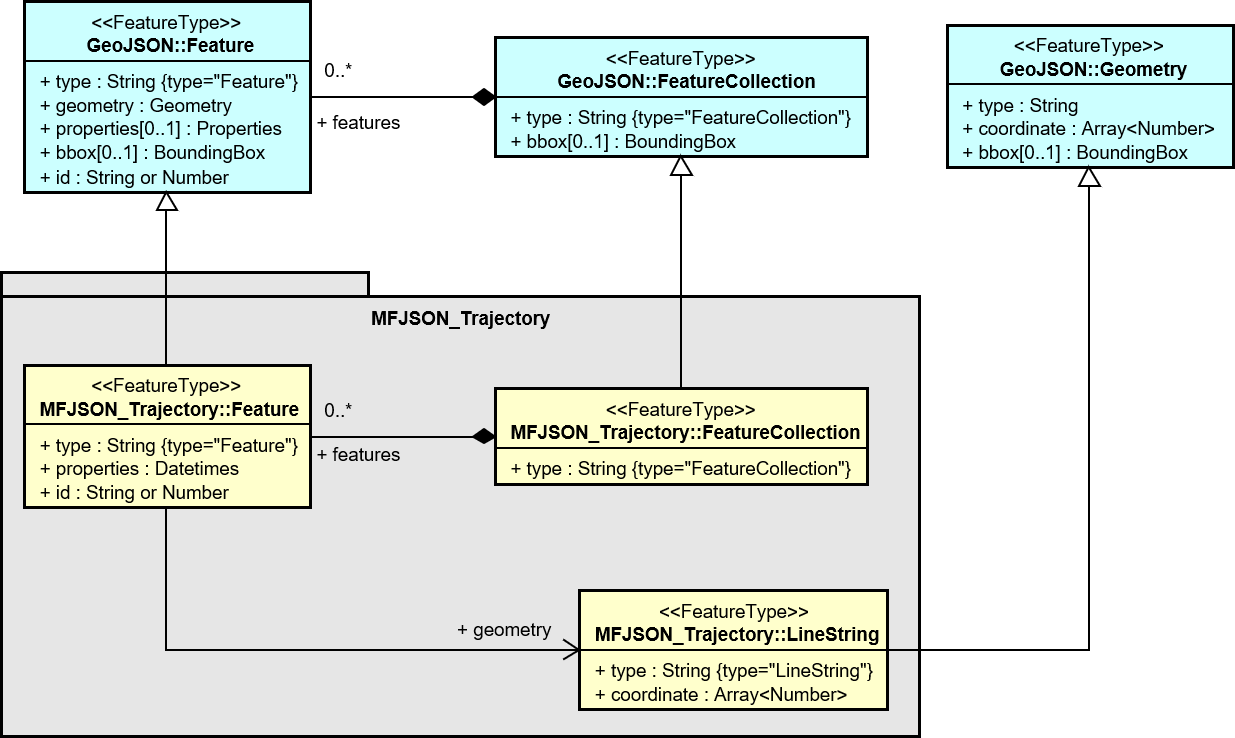 <<FeatureType>>
GeoJSON::Feature
+ type : String {type="Feature"}
+ geometry : Geometry
+ properties[0..1] : Properties
+ bbox[0..1] : BoundingBox
+ id : String or Number
0..*
+ features
<<FeatureType>>
GeoJSON::FeatureCollection
+ type : String {type="FeatureCollection"}
+ bbox[0..1] : BoundingBox
<<FeatureType>>
GeoJSON::Geometry
+ type : String
+ coordinate : Array<Number>
+ bbox[0..1] : BoundingBox
MFJSON_Trajectory
<<FeatureType>>
MFJSON_Trajectory::Feature
+ type : String {type="Feature"}
+ properties : Datetimes
+ id : String or Number
0..*
+ features
<<FeatureType>>
MFJSON_Trajectory::FeatureCollection
+ type : String {type="FeatureCollection"}
+ geometry
<<FeatureType>>
MFJSON_Trajectory::LineString
+ type : String {type="LineString"}
+ coordinate : Array<Number>